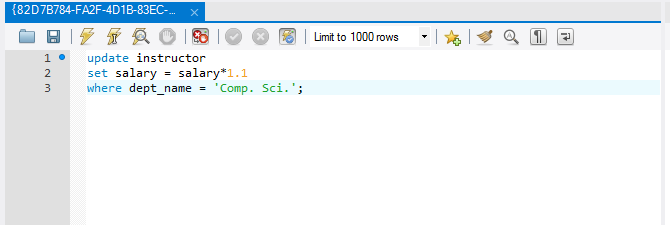 {82D7B784-FA2F-4D1B-83EC-...
Limit to 1000 rows
1 update instructor
2 set salary = salary*1.1
3 where dept_name = 'Comp. Sci.';